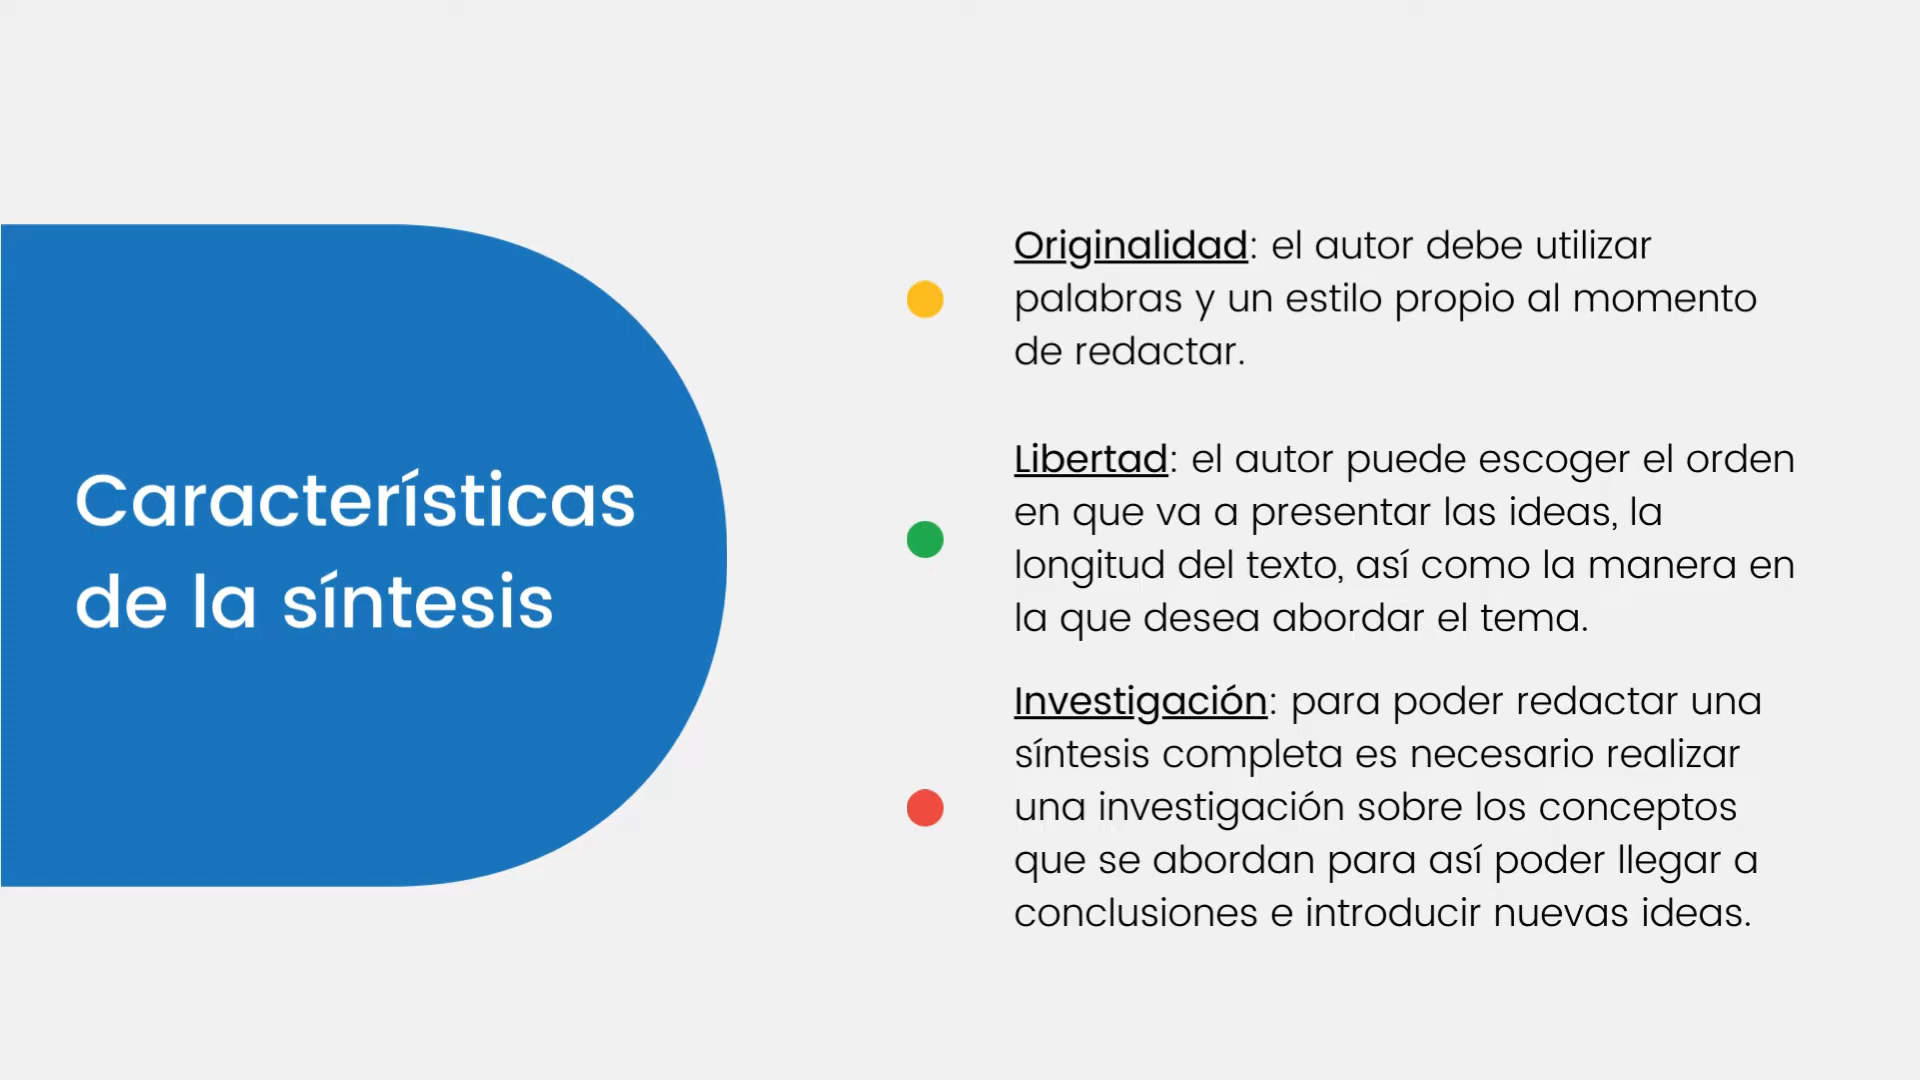 Características
de la síntesis
Originalidad: el autor debe utilizar
palabras y un estilo propio al momento
de redactar.
Libertad: el autor puede escoger el orden
en que va a presentar las ideas, la
longitud del texto, así como la manera en
la que desea abordar el tema.
Investigación: para poder redactar una
síntesis completa es necesario realizar
una investigación sobre los conceptos
que se abordan para así poder llegar a
conclusiones e introducir nuevas ideas.